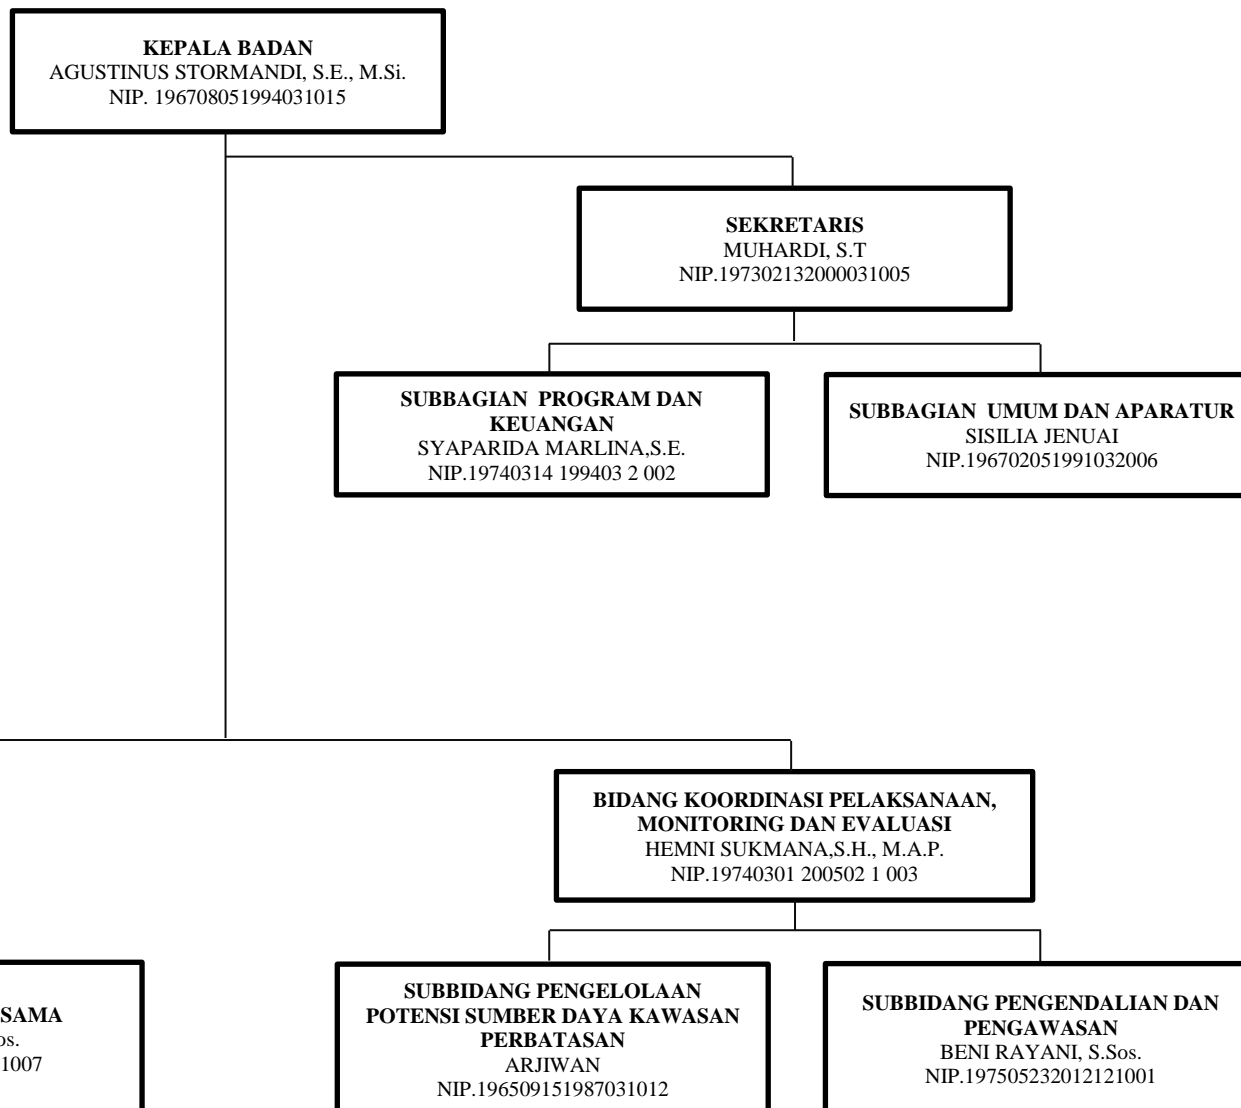 KEPALA BADAN
AGUSTINUS STORMANDI, S.E., M.Si.
NIP. 196708051994031015
SEKRETARIS
MUHARDI, S.T
NIP.197302132000031005
SUBBAGIAN PROGRAM DAN
KEUANGAN
SYAPARIDA MARLINA,S.E.
NIP.19740314 199403 2 002
SUBBAGIAN UMUM DAN APARATUR
SISILIA JENUAI
NIP.196702051991032006
BIDANG KOORDINASI PELAKSANAAN,
MONITORING DAN EVALUASI
HEMNI SUKMANA,S.H., M.A.P.
NIP.19740301 200502 1 003
SAMA
os.
1007
SUBBIDANG PENGELOLAAN
POTENSI SUMBER DAYA KAWASAN
PERBATASAN
ARJIWAN
NIP.196509151987031012
SUBBIDANG PENGENDALIAN DAN
PENGAWASAN
BENI RAYANI, S.Sos.
NIP.197505232012121001